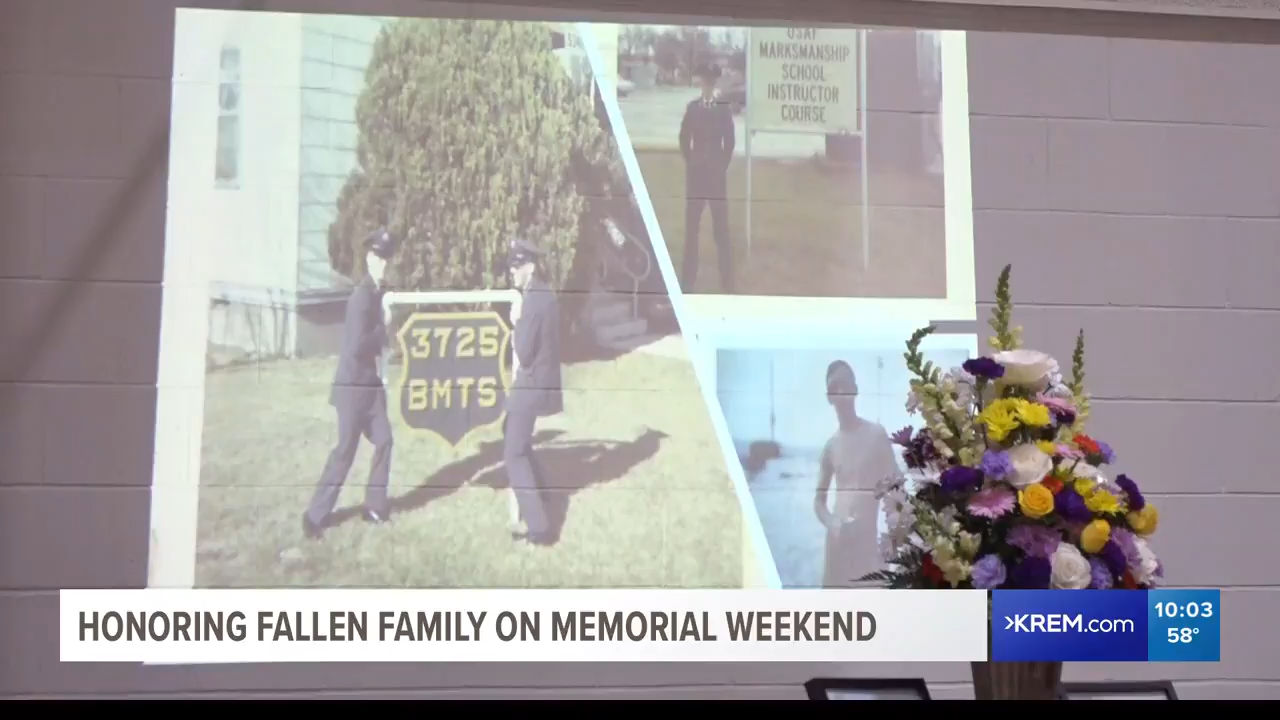 USAF
MARKSMANSHIP
SCHOOL
INSTRUCTOR
COURSE
3725
BMTS
HONORING FALLEN FAMILY ON MEMORIAL WEEKEND
>KREM.com
10:03
58°